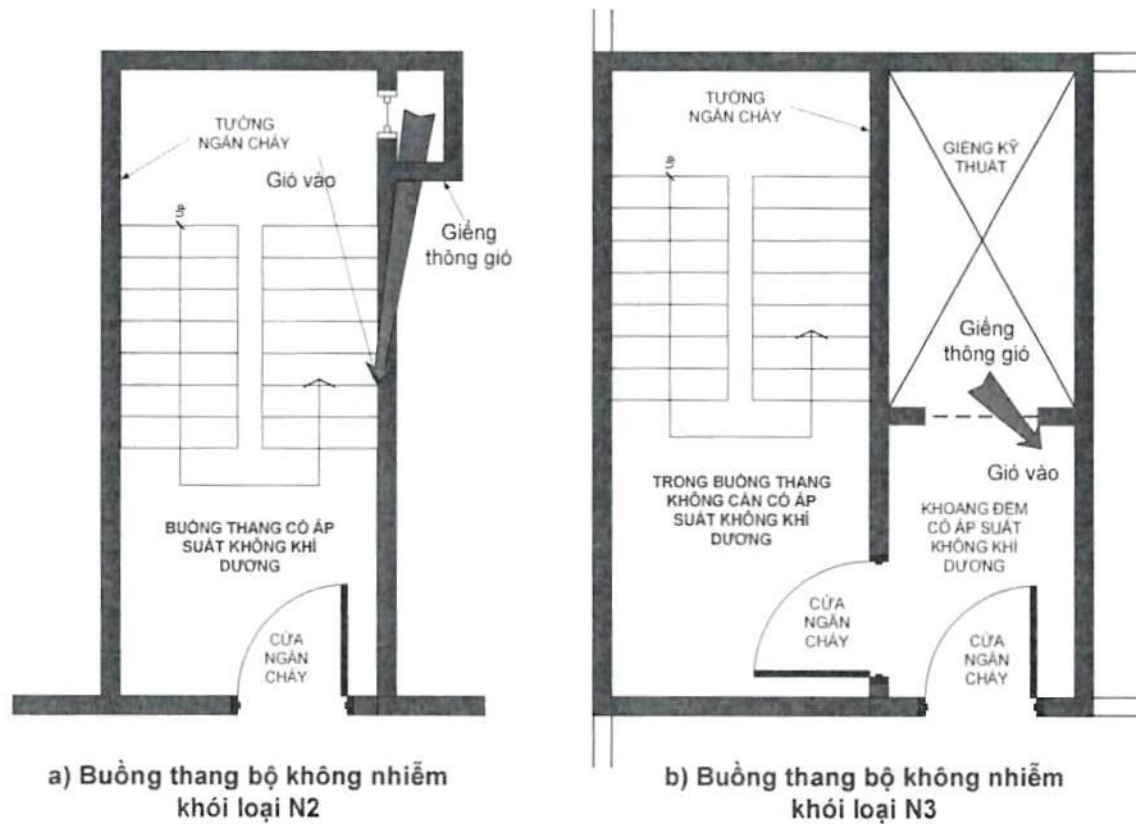 TƯỜNG
NGĂN CHÁY
Gió vào
Giếng
thông gió
Up
BUỒNG THANG CÓ ÁP
SUẤT KHÔNG KHÍ
DƯƠNG
CỬA
NGĂN
CHÁY
a) Buồng thang bộ không nhiễm
khói loại N2
TƯỜNG
NGĂN CHÁY
GIẾNG KỸ
THUẬT
Up
Giếng
thông gió
Gió vào
TRONG BUỒNG THANG
KHÔNG CẦN CÓ ÁP
SUẤT KHÔNG KHÍ
DƯƠNG
KHOANG ĐỆM
CÓ ÁP SUẤT
KHÔNG KHÍ
DƯƠNG
CỬA
NGĂN
CHÁY
CỬA
NGĂN
CHÁY
b) Buồng thang bộ không nhiễm
khói loại N3